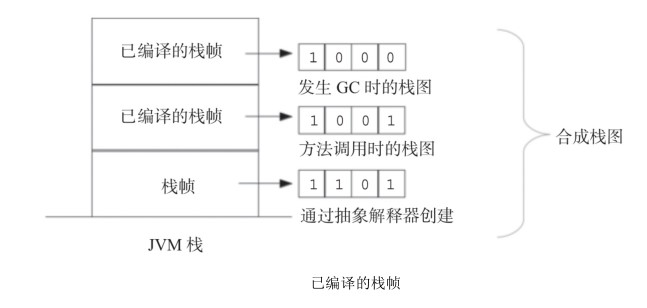 已编译的栈帧
1 0 0 0
发生 GC 时的栈图
已编译的栈帧
1 0 0 1
方法调用时的栈图
合成栈图
栈帧
1 1 0 1
通过抽象解释器创建
JVM 栈
已编译的栈帧